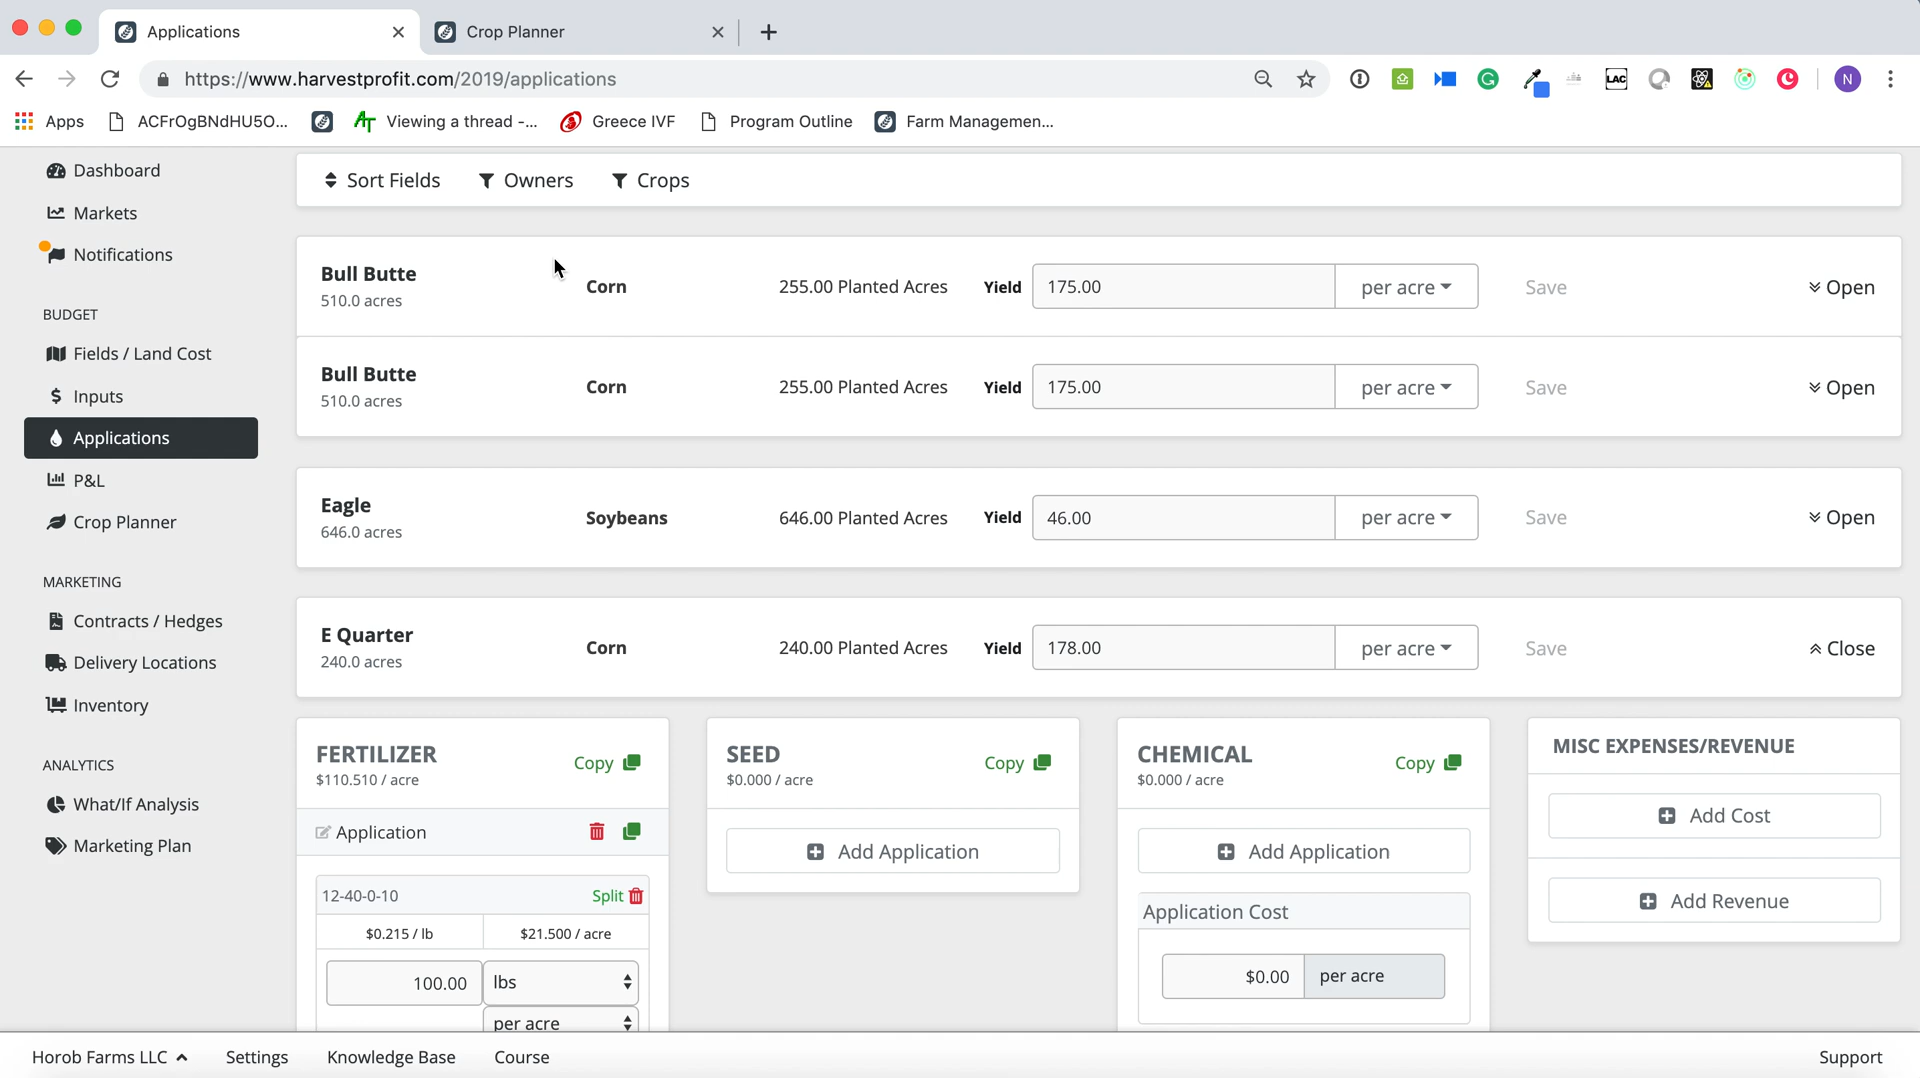 Applications
Crop Planner
https://www.harvestprofit.com/2019/applications
LAC
N
Apps
ACFrOgBNdHU5O...
Viewing a thread -...
Greece IVF
Program Outline
Farm Managemen...
Dashboard
Markets
Notifications
BUDGET
Fields / Land Cost
Inputs
Applications
P&L
Crop Planner
MARKETING
Contracts / Hedges
Delivery Locations
Inventory
ANALYTICS
What/If Analysis
Marketing Plan
Sort Fields Owners Crops
Bull Butte
510.0 acres
Corn 255.00 Planted Acres Yield 175.00 per acre Save Open
Bull Butte
510.0 acres
Corn 255.00 Planted Acres Yield 175.00 per acre Save Open
Eagle
646.0 acres
Soybeans 646.00 Planted Acres Yield 46.00 per acre Save Open
E Quarter
240.0 acres
Corn 240.00 Planted Acres Yield 178.00 per acre Save Close
FERTILIZER Copy
$110.510 / acre
Application
12-40-0-10 Split
$0.215 / lb $21.500 / acre
100.00 lbs
per acre
SEED Copy
$0.000 / acre
Add Application
CHEMICAL Copy
$0.000 / acre
Add Application
Application Cost
$0.00 per acre
MISC EXPENSES/REVENUE
Add Cost
Add Revenue
Horob Farms LLC Settings Knowledge Base Course Support